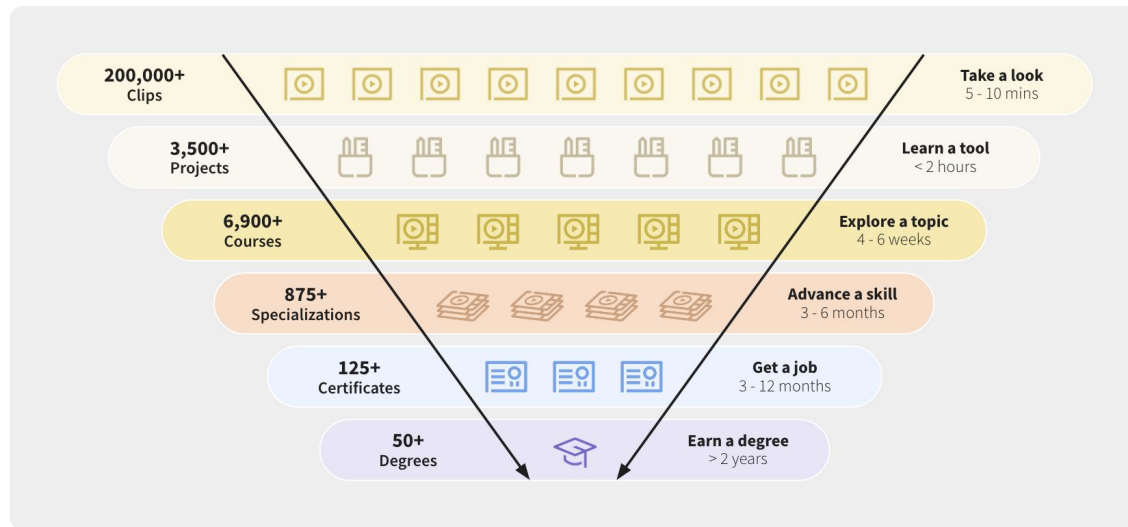 200,000+
Clips
Take a look
5 - 10 mins
3,500+
Projects
Learn a tool
< 2 hours
6,900+
Courses
Explore a topic
4 - 6 weeks
875+
Specializations
Advance a skill
3 - 6 months
125+
Certificates
Get a job
3 - 12 months
50+
Degrees
Earn a degree
> 2 years